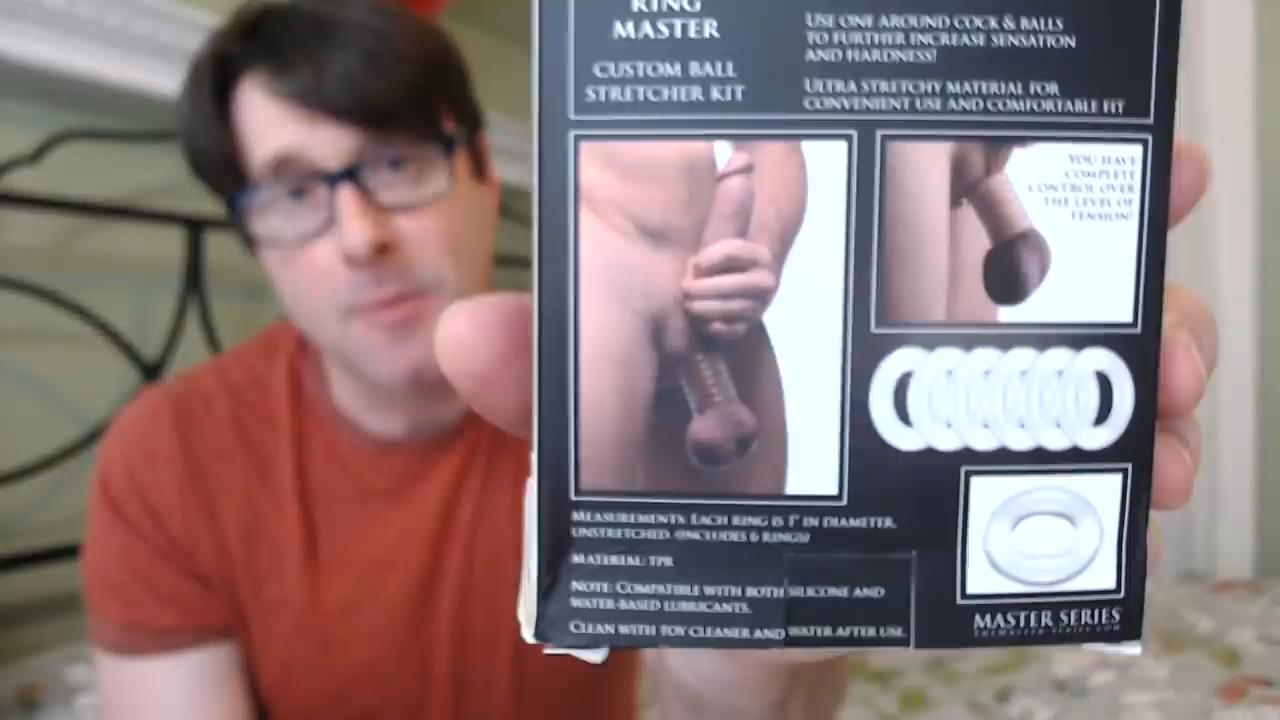 RING
MASTER
CUSTOM BALL
STRETCHER KIT
USE ONE AROUND COCK & BALLS
TO FURTHER INCREASE SENSATION
AND HARDNESS!
ULTRA STRETCHY MATERIAL FOR
CONVENIENT USE AND COMFORTABLE FIT
YOU HAVE
COMPLETE
CONTROL OVER
THE LEVEL OF
TENSION!
MEASUREMENTS: EACH RING IS 1" IN DIAMETER,
UNSTRETCHED. (INCLUDES 6 RINGS)
MATERIAL: TPR
NOTE: COMPATIBLE WITH BOTH SILICONE AND
WATER-BASED LUBRICANTS.
CLEAN WITH TOY CLEANER AND WATER AFTER USE.
MASTER SERIES